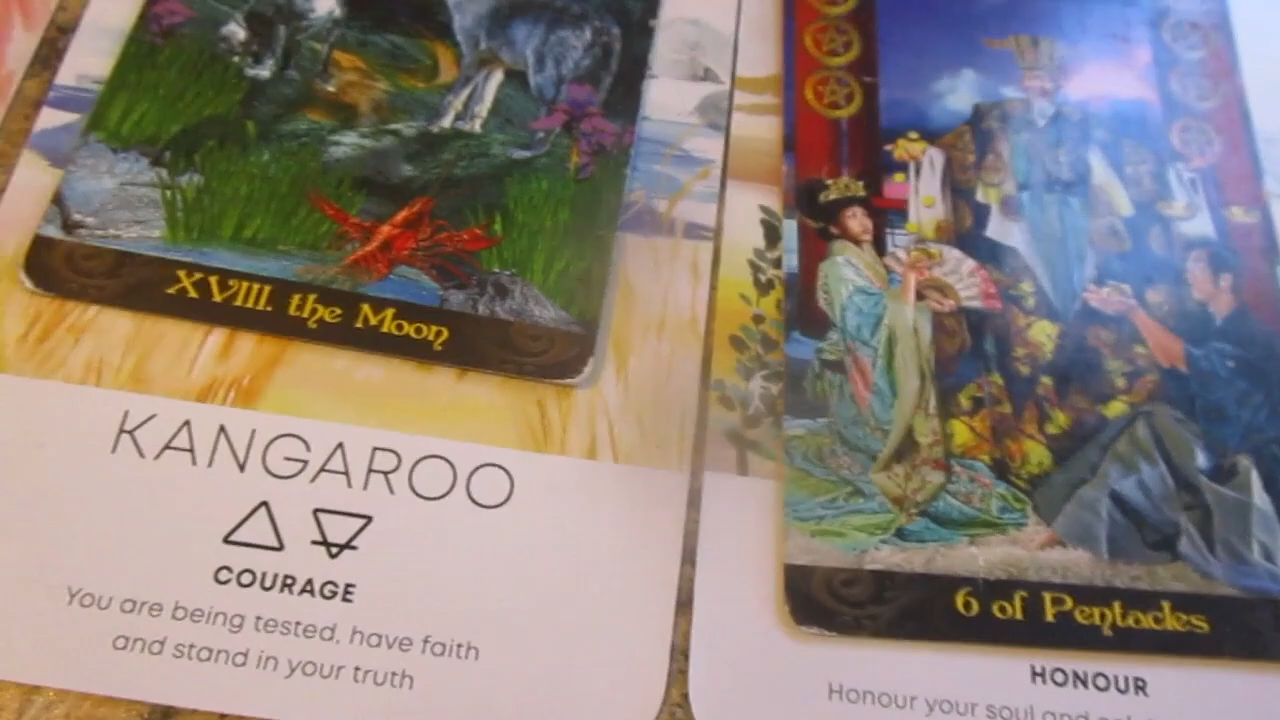 XVIII. the Moon
KANGAROO
COURAGE
You are being tested, have faith
and stand in your truth
6 of Pentacles
HONOUR
Honour your soul and